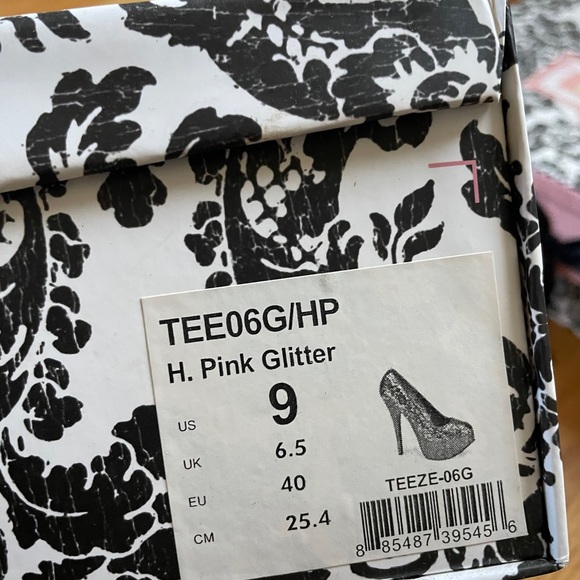 TEE06G/HP
H. Pink Glitter
US 9
UK 6.5
EU 40
CM 25.4
TEEZE-06G
8 85487 39545 6